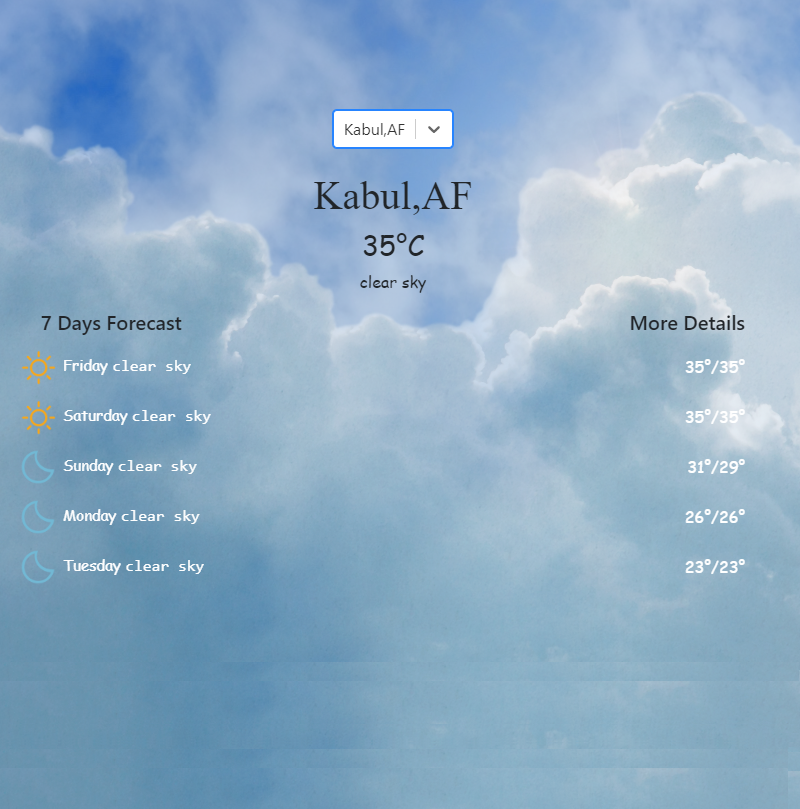 Kabul,AF
Kabul,AF
35°C
clear sky
7 Days Forecast More Details
Friday clear sky 35°/35°
Saturday clear sky 35°/35°
Sunday clear sky 31°/29°
Monday clear sky 26°/26°
Tuesday clear sky 23°/23°